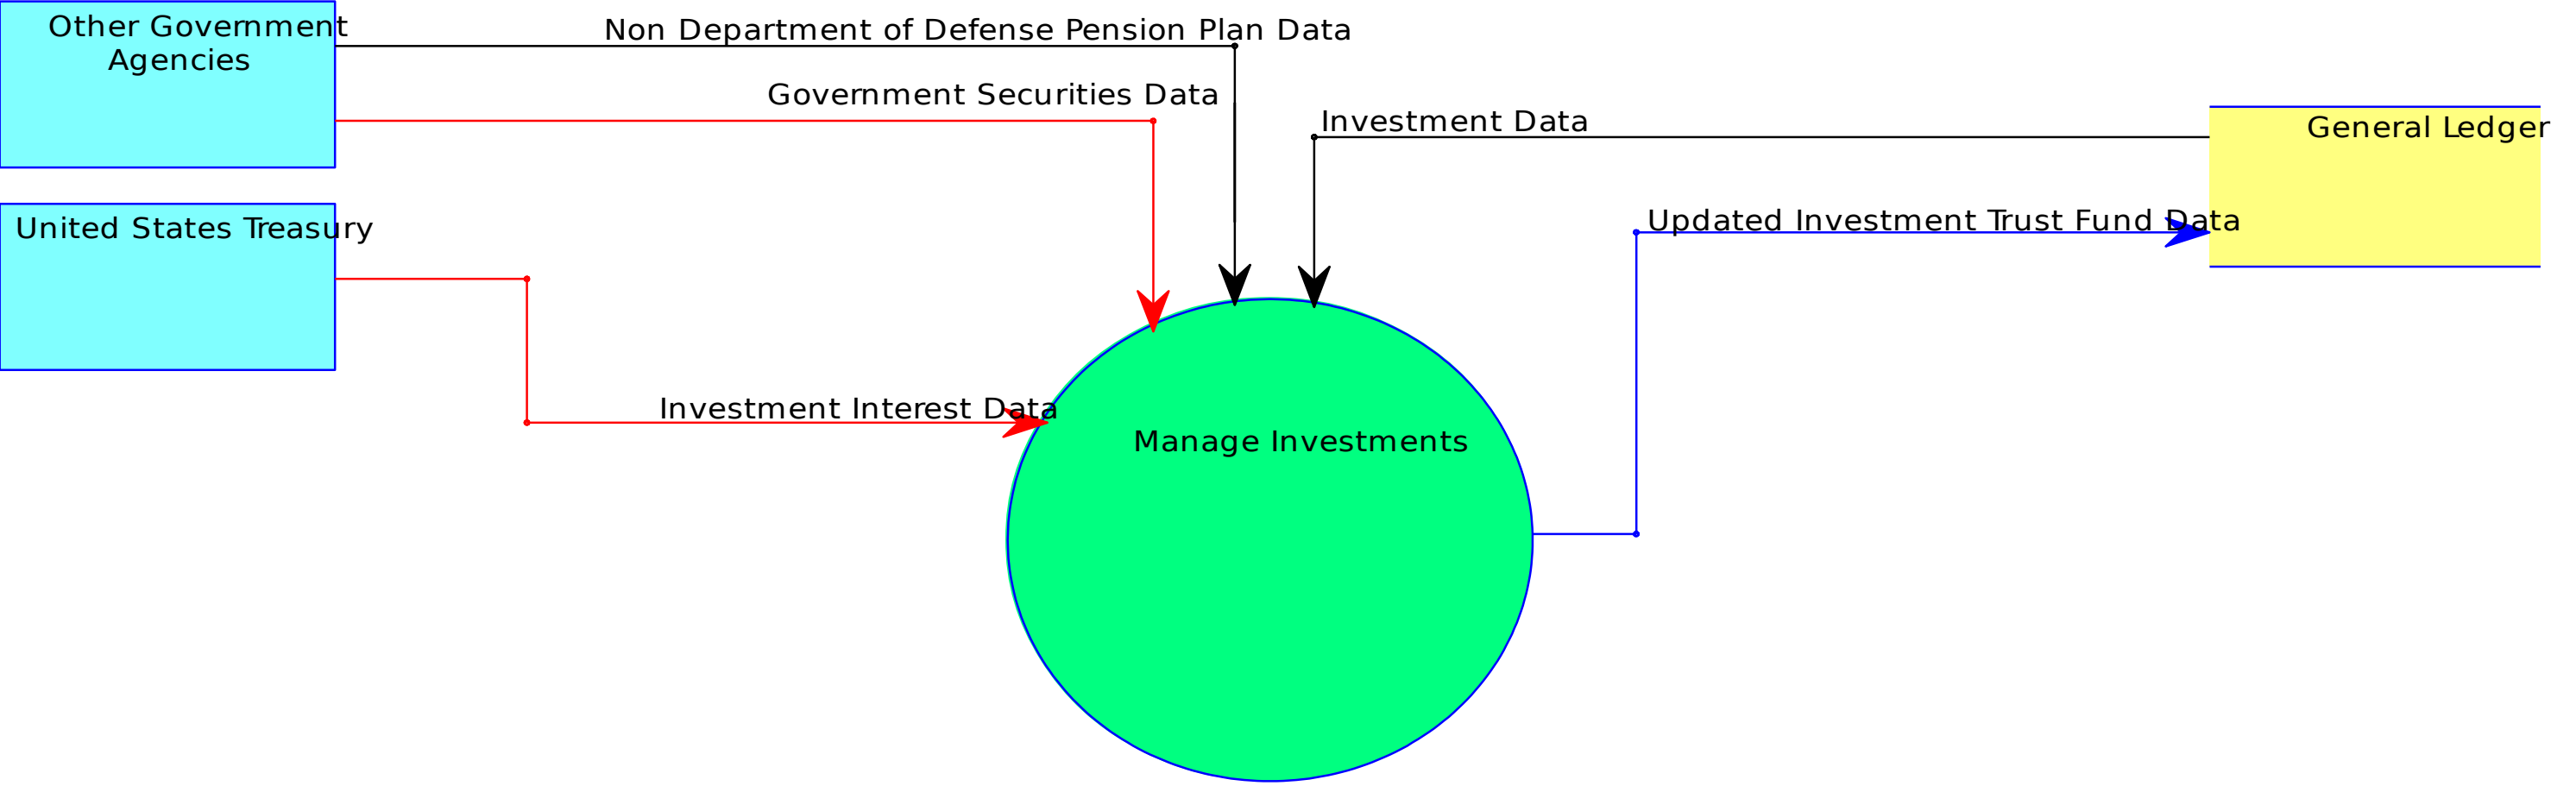 Other Government
Agencies
Non Department of Defense Pension Plan Data
Government Securities Data
Investment Data
General Ledger
United States Treasury
Updated Investment Trust Fund Data
Investment Interest Data
Manage Investments